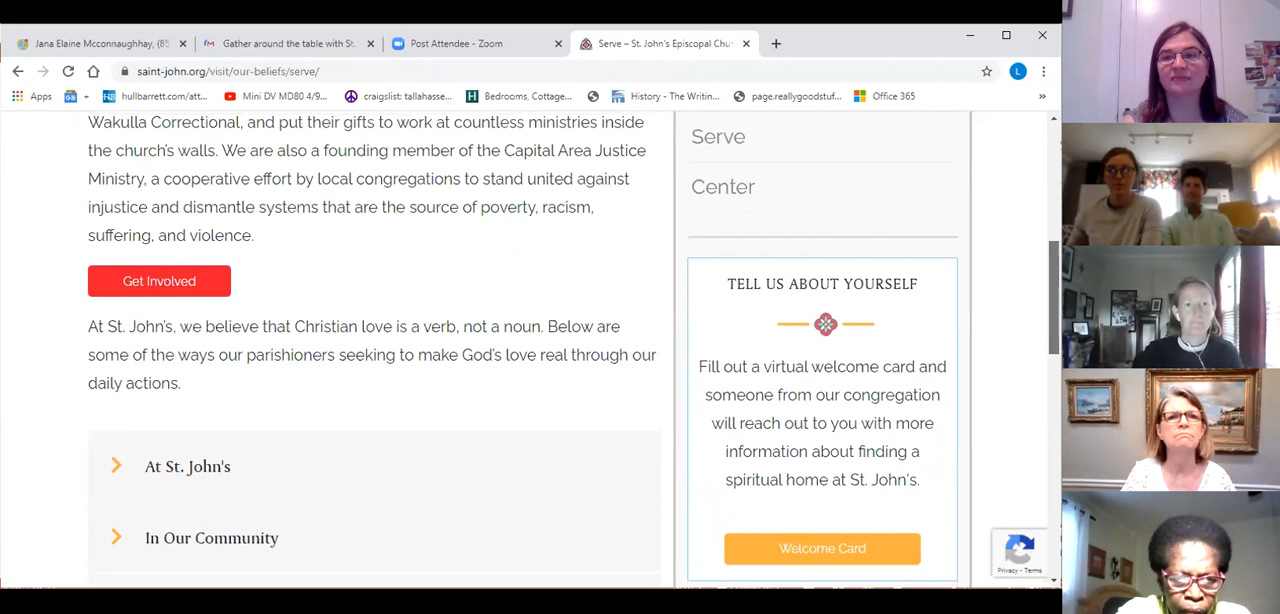 Jana Elaine Mcconnaughhay, (85
Gather around the table with St.
Post Attendee - Zoom
Serve – St. John's Episcopal Chu
saint-john.org/visit/our-beliefs/serve/
L
Apps
hullbarrett.com/att...
Mini DV MD80 4/9...
craigslist: tallahasse...
Bedrooms, Cottage...
History - The Writin...
page.reallygoodstuf...
Office 365
Wakulla Correctional, and put their gifts to work at countless ministries inside
the church's walls. We are also a founding member of the Capital Area Justice
Ministry, a cooperative effort by local congregations to stand united against
injustice and dismantle systems that are the source of poverty, racism,
suffering, and violence.
Get Involved
At St. John's, we believe that Christian love is a verb, not a noun. Below are
some of the ways our parishioners seeking to make God's love real through our
daily actions.
At St. John's
In Our Community
Serve
Center
TELL US ABOUT YOURSELF
Fill out a virtual welcome card and
someone from our congregation
will reach out to you with more
information about finding a
spiritual home at St. John's.
Welcome Card
Privacy - Terms